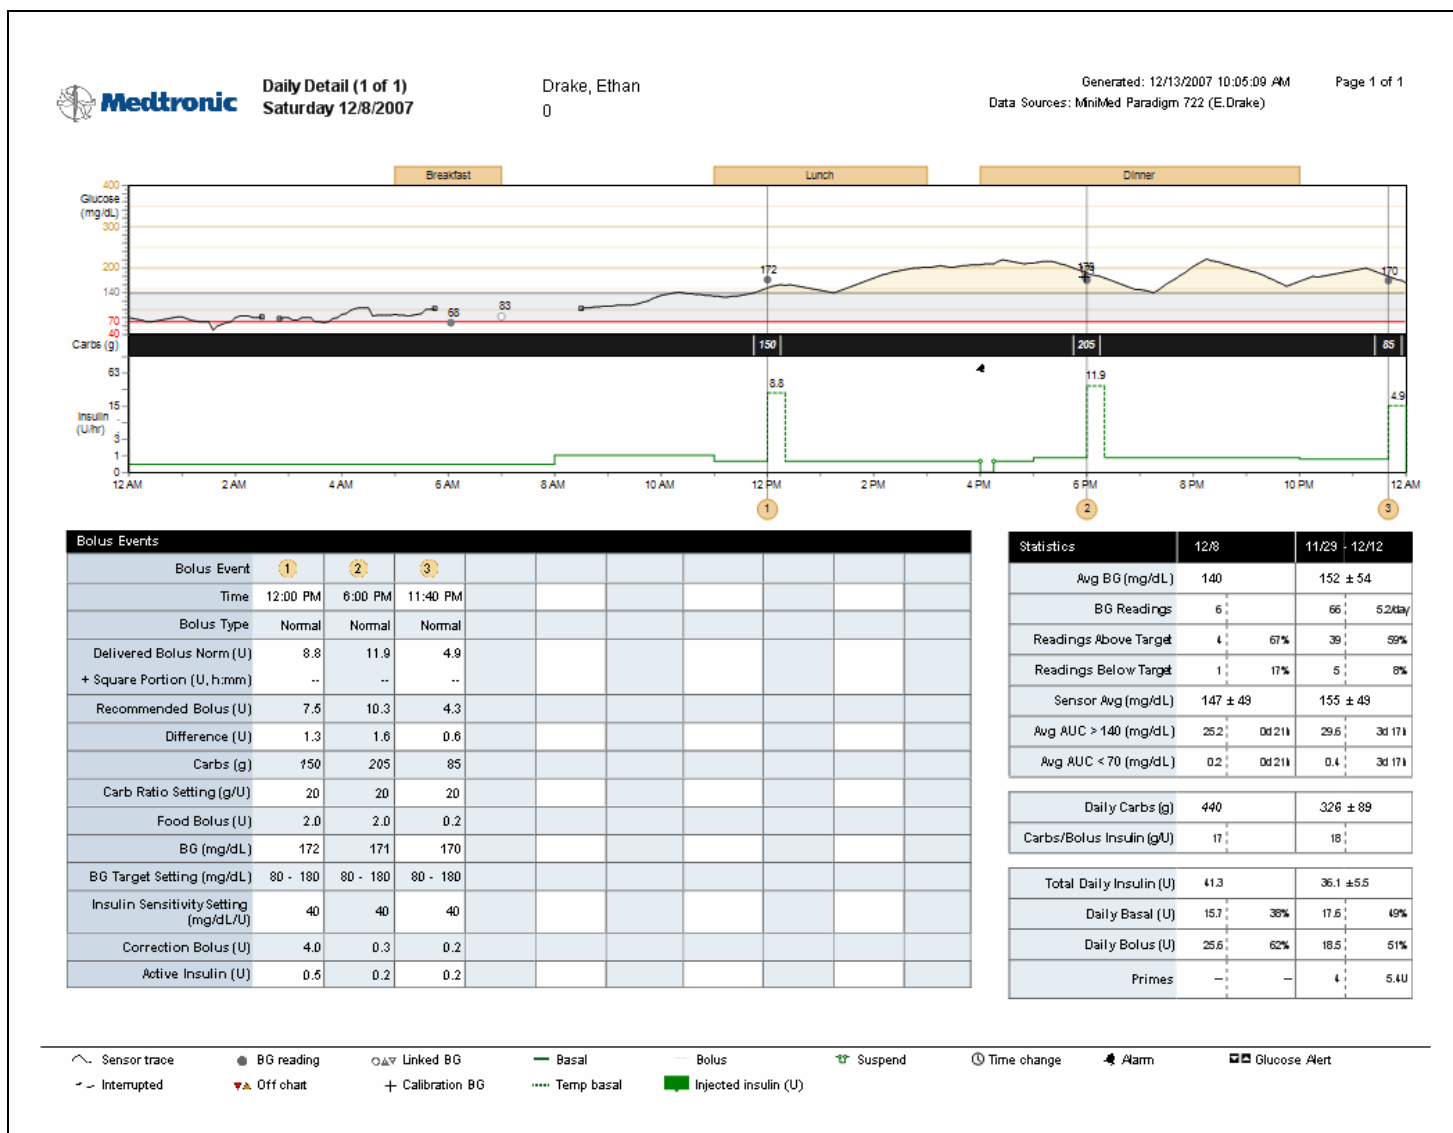 Medtronic
Daily Detail (1 of 1)
Saturday 12/8/2007
Drake, Ethan
0
Generated: 12/13/2007 10:05:09 AM
Page 1 of 1
Data Sources: MiniMed Paradigm 722 (E.Drake)
Breakfast Lunch Dinner
400
Glucose
(mg/dL)
300
200
140
70
40
172 170
68 83
Carbs (g) 150 205 85
63
15
Insulin
(U/hr)
3
1
0
8.8 11.9 4.9
12 AM 2 AM 4 AM 6 AM 8 AM 10 AM 12 PM 2 PM 4 PM 6 PM 8 PM 10 PM 12 AM
1 2 3
Bolus Events
Bolus Event 1 2 3
Time 12:00 PM 6:00 PM 11:40 PM
Bolus Type Normal Normal Normal
Delivered Bolus Norm (U) 8.8 11.9 4.9
+ Square Portion (U, h:mm) -- -- --
Recommended Bolus (U) 7.5 10.3 4.3
Difference (U) 1.3 1.6 0.6
Carbs (g) 150 205 85
Carb Ratio Setting (g/U) 20 20 20
Food Bolus (U) 2.0 2.0 0.2
BG (mg/dL) 172 171 170
BG Target Setting (mg/dL) 80 - 180 80 - 180 80 - 180
Insulin Sensitivity Setting
(mg/dL/U) 40 40 40
Correction Bolus (U) 4.0 0.3 0.2
Active Insulin (U) 0.5 0.2 0.2
Statistics 12/8 11/29 - 12/12
Avg BG (mg/dL) 140 152 ± 54
BG Readings 6 66 5.2/day
Readings Above Target 4 67% 39 59%
Readings Below Target 1 17% 5 8%
Sensor Avg (mg/dL) 147 ± 49 155 ± 49
Avg AUC > 140 (mg/dL) 25.2 0d 21h 29.6 3d 17h
Avg AUC < 70 (mg/dL) 0.2 0d 21h 0.4 3d 17h
Daily Carbs (g) 440 326 ± 89
Carbs/Bolus Insulin (g/U) 17 18
Total Daily Insulin (U) 41.3 36.1 ±5.5
Daily Basal (U) 15.7 38% 17.6 49%
Daily Bolus (U) 25.6 62% 18.5 51%
Primes -- -- 4 5.4U
Sensor trace BG reading Linked BG Basal Bolus Suspend Time change Alarm Glucose Alert
Interrupted Off chart Calibration BG Temp basal Injected insulin (U)